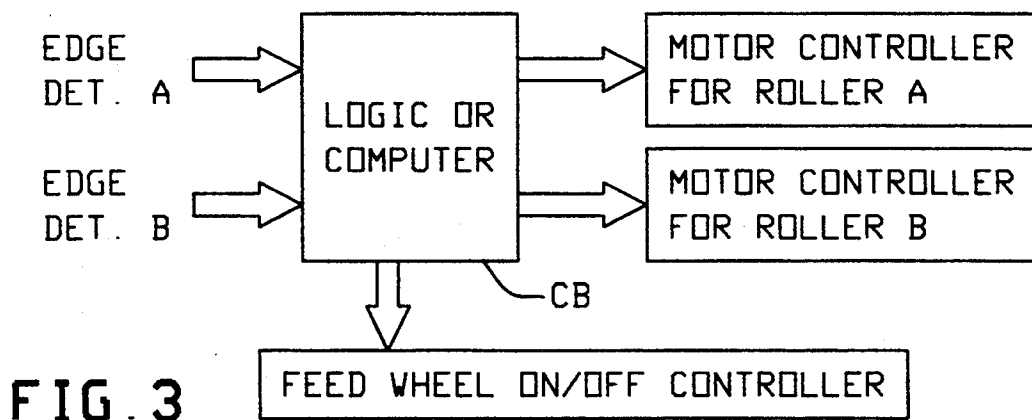 EDGE
DET. A
LOGIC OR
COMPUTER
MOTOR CONTROLLER
FOR ROLLER A
EDGE
DET. B
MOTOR CONTROLLER
FOR ROLLER B
CB
FEED WHEEL ON/OFF CONTROLLER
FIG.3